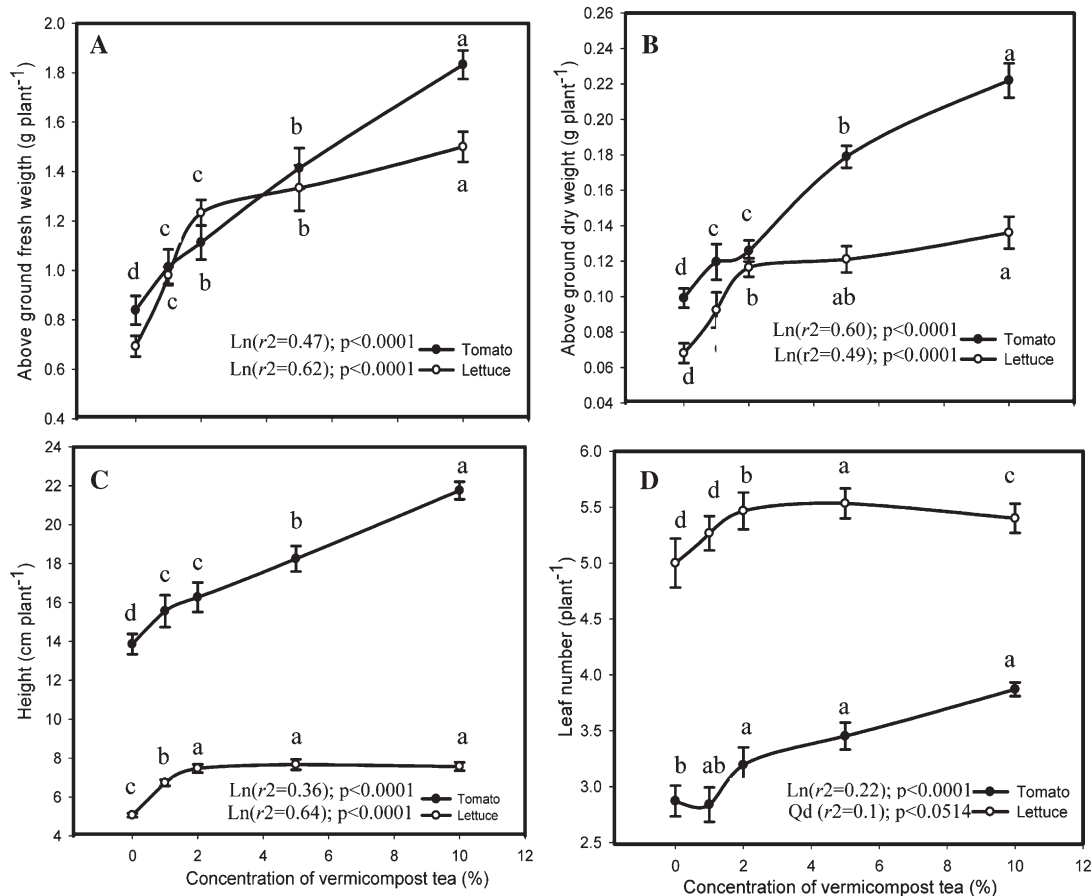 A
Above ground fresh weigth (g plant-1)
2.0
1.8
1.6
1.4
1.2
1.0
0.8
0.6
0.4
d
c
c
b
a
c
b
b
a
Ln(r2=0.47); p<0.0001 Tomato
Ln(r2=0.62); p<0.0001 Lettuce
0 2 4 6 8 10 12
B
Above ground dry weight (g plant-1)
0.26
0.24
0.22
0.20
0.18
0.16
0.14
0.12
0.10
0.08
0.06
0.04
d
c
c
b
a
d
b
ab
a
Ln(r2=0.60); p<0.0001 Tomato
Ln(r2=0.49); p<0.0001 Lettuce
C
Height (cm plant-1)
24
22
20
18
16
14
12
10
8
6
4
d
c
c
b
a
c
b
a
a
a
Ln(r2=0.36); p<0.0001 Tomato
Ln(r2=0.64); p<0.0001 Lettuce
0 2 4 6 8 10 12
Concentration of vermicompost tea (%)
D
Leaf number (plant-1)
6.0
5.5
5.0
4.5
4.0
3.5
3.0
2.5
d
d
b
a
c
b
ab
a
a
a
Ln(r2=0.22); p<0.0001 Tomato
Qd (r2=0.1); p<0.0514 Lettuce
0 2 4 6 8 10 12
Concentration of vermicompost tea (%)